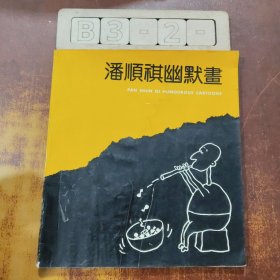 B3-2-
潘順祺幽默畫
PAN SHUN QI HUMOROUS CARTOONS